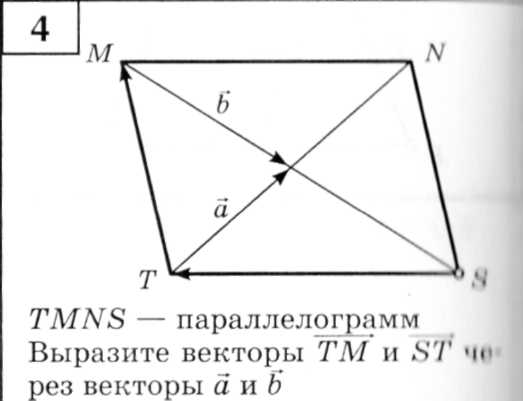 4
M N
b⃗
a⃗
T S
TMNS — параллелограмм
Выразите векторы TM⃗ и ST⃗ че-
рез векторы a⃗ и b⃗